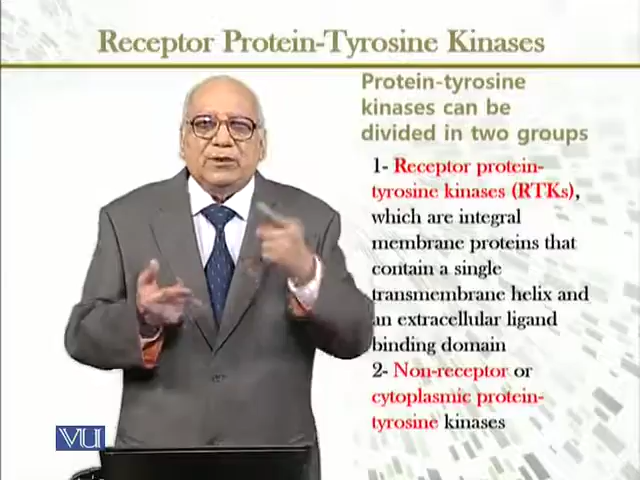 Receptor Protein-Tyrosine Kinases
Protein-tyrosine
kinases can be
divided in two groups
1- Receptor protein-
tyrosine kinases (RTKs),
which are integral
membrane proteins that
contain a single
transmembrane helix and
an extracellular ligand
binding domain
2- Non-receptor or
cytoplasmic protein-
tyrosine kinases
VU